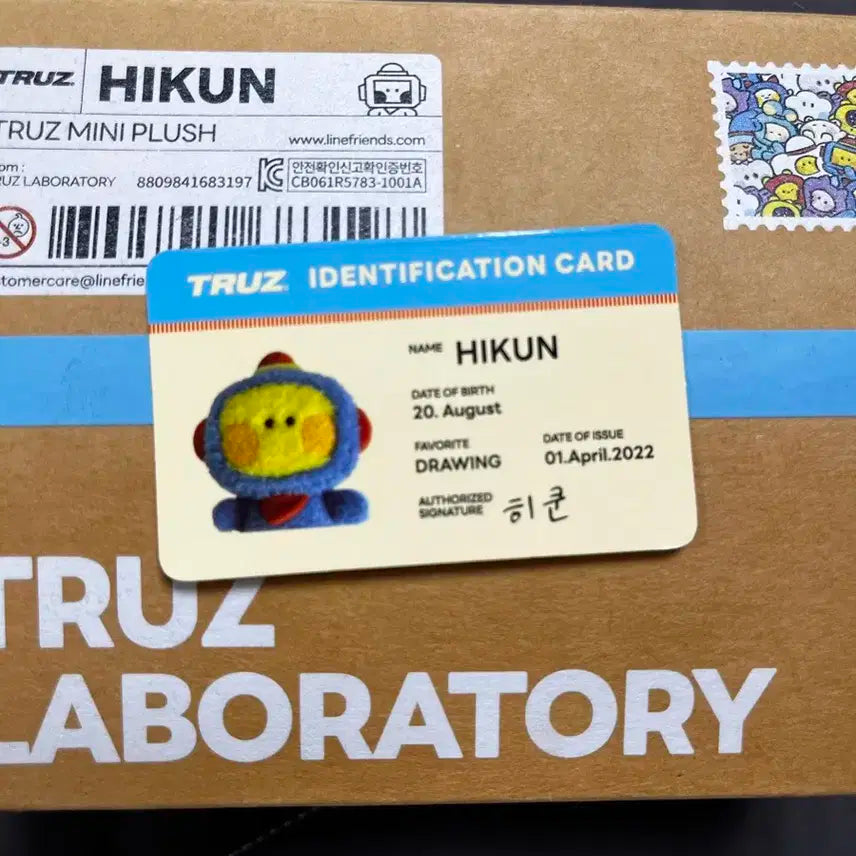 TRUZ HIKUN
TRUZ MINI PLUSH
www.linefriends.com
8809841683197
안전확인신고확인증번호
LABORATORY
CB061R5783-1001A
TRUZ IDENTIFICATION CARD
NAME HIKUN
DATE OF BIRTH
20. August
FAVORITE
DRAWING
DATE OF ISSUE
01.April.2022
AUTHORIZED
SIGNATURE
히쿤
TRUZ
LABORATORY